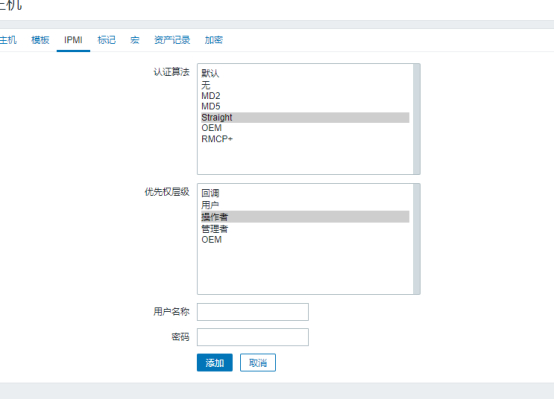 主机
主机 模板 IPMI 标记 宏 资产记录 加密
认证算法
默认
无
MD2
MD5
Straight
OEM
RMCP+
优先权层级
回调
用户
操作者
管理者
OEM
用户名称
密码
添加 取消